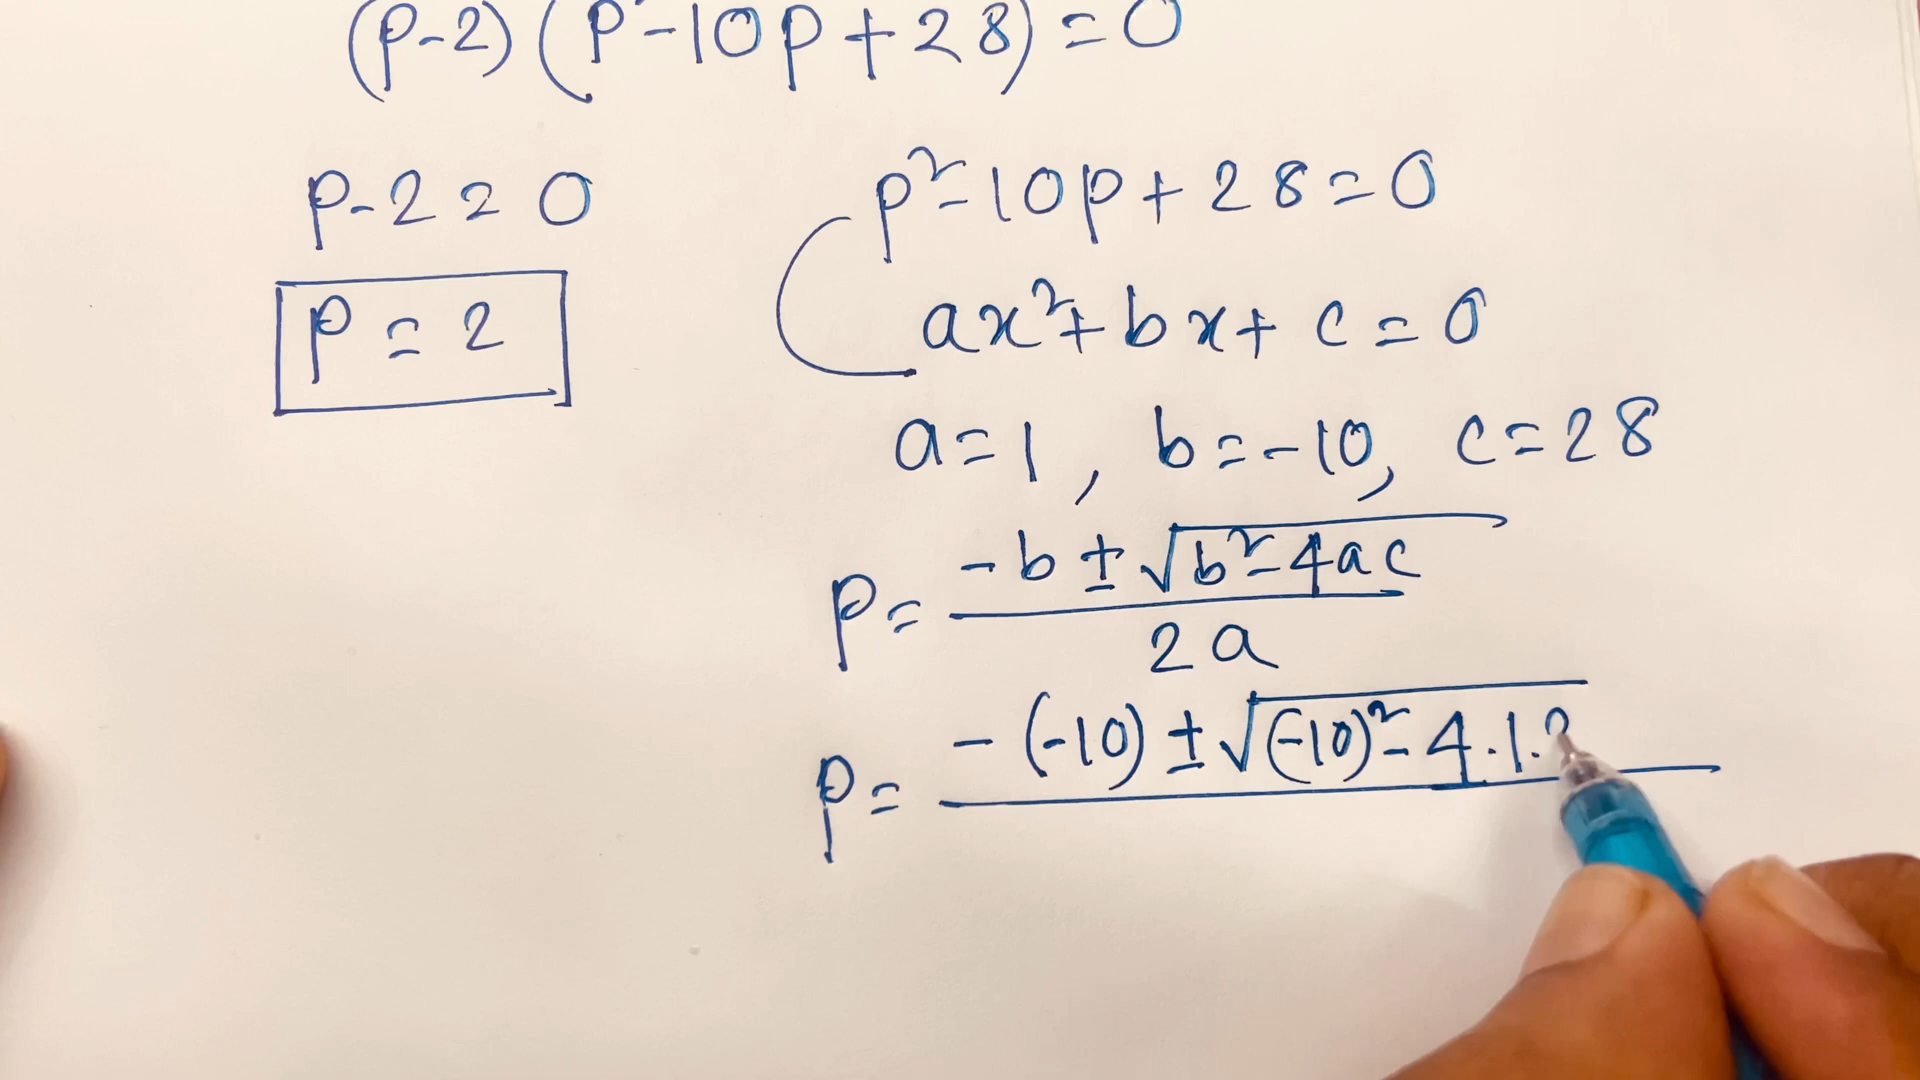 (p-2)(p²-10p+28)=0
p-2=0
p=2
p²-10p+28=0
ax²+bx+c=0
a=1, b=-10, c=28
p= -b±√b²-4ac
2a
p= -(-10)±√(-10)²-4.1.